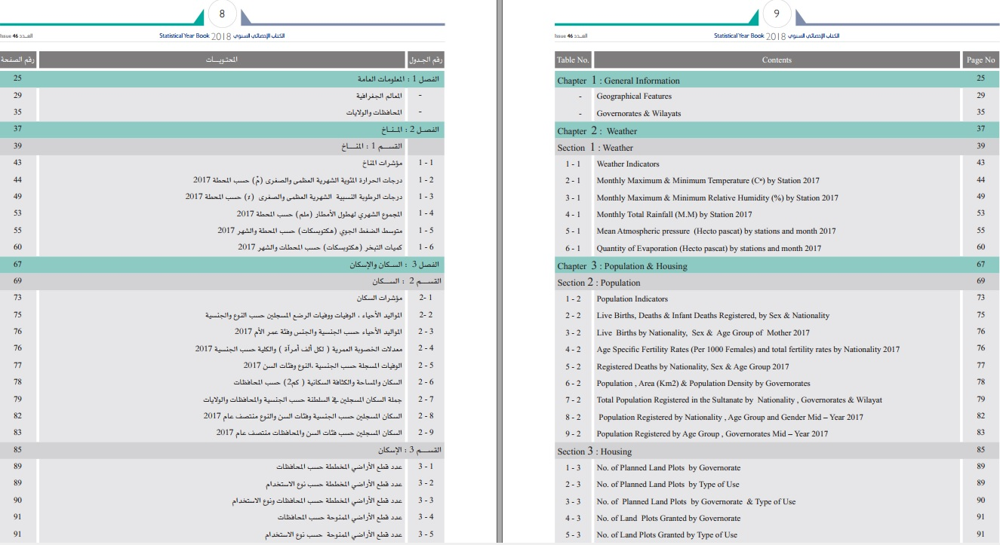 8
Issue 46 العـــدد
Statistical Year Book 2018 الكتاب الإحصائي السنوي
رقم الجـدول المحتـويـــات رقم الصفحة
الفصل 1 : المعلومات العامة 25
- المعالم الجغرافية 29
- المحافظات والولايات 35
الفصـل 2 : المـنــاخ 37
القســـم 1 : المنــــاخ 39
1 - 1 مؤشرات المناخ 43
1 - 2 درجات الحرارة المئوية الشهرية العظمى والصغرى (مْ) حسب المحطة 2017 44
1 - 3 درجات الرطوبة النسبية الشهرية العظمى والصغرى (٪) حسب المحطة 2017 49
1 - 4 المجموع الشهري لهطول الأمطار (ملم) حسب المحطة 2017 53
1 - 5 متوسط الضغط الجوي (هكتوبسكات) حسب المحطة والشهر 2017 55
1 - 6 كميات التبخر (هكتوبسكات) حسب المحطات والشهر 2017 60
الفصل 3 : السـكان والإسكان 67
القســـم 2 : الســـكان 69
2- 1 مؤشرات السكان 73
2- 2 المواليد الأحياء ، الوفيات ووفيات الرضع المسجلين حسب النوع والجنسية 75
2 - 3 المواليد الأحياء حسب الجنسية والجنس وفئة عمر الأم 2017 76
2 - 4 معدلات الخصوبة العمرية ( لكل ألف أمرأة ) والكلية حسب الجنسية 2017 76
2 - 5 الوفيات المسجلة حسب الجنسية ،النوع وفئات السن 2017 77
2 - 6 السكان والمساحة والكثافة السكانية ( كم2) حسب المحافظات 78
2 - 7 جملة السكان المسجلين في السلطنة حسب الجنسية والمحافظات والولايات 79
2 - 8 السكان المسجلين حسب الجنسية وفئات السن والنوع منتصف عام 2017 82
2 - 9 السكان المسجلين حسب فئات السن والمحافظات منتصف عام 2017 83
القســـم 3 : الإسكان 85
3 - 1 عدد قطع الأراضي المخططة حسب المحافظات 89
3 - 2 عدد قطع الأراضي المخططة حسب نوع الاستخدام 89
3 - 3 عدد قطع الأراضي المخططة حسب المحافظات ونوع الاستخدام 90
3 - 4 عدد قطع الأراضي الممنوحة حسب المحافظات 91
3 - 5 عدد قطع الأراضي الممنوحة حسب نوع الاستخدام 91
9
Issue 46 العـــدد
Statistical Year Book 2018 الكتاب الإحصائي السنوي
Table No. Contents Page No
Chapter 1 : General Information 25
- Geographical Features 29
- Governorates & Wilayats 35
Chapter 2 : Weather 37
Section 1 : Weather 39
1 - 1 Weather Indicators 43
2 - 1 Monthly Maximum & Minimum Temperature (Cº) by Station 2017 44
3 - 1 Monthly Maximum & Minimum Relative Humidity (%) by Station 2017 49
4 - 1 Monthly Total Rainfall (M.M) by Station 2017 53
5 - 1 Mean Atmospheric pressure (Hecto pascat) by stations and month 2017 55
6 - 1 Quantity of Evaporation (Hecto pascat) by stations and month 2017 60
Chapter 3 : Population & Housing 67
Section 2 : Population 69
1 - 2 Population Indicators 73
2 - 2 Live Births, Deaths & Infant Deaths Registered, by Sex & Nationality 75
3 - 2 Live Births by Nationality, Sex & Age Group of Mother 2017 76
4 - 2 Age Specific Fertility Rates (Per 1000 Females) and total fertility rates by Nationality 2017 76
5 - 2 Registered Deaths by Nationality, Sex & Age Group 2017 77
6 - 2 Population , Area (Km2) & Population Density by Governorates 78
7 - 2 Total Population Registered in the Sultanate by Nationality , Governorates & Wilayat 79
8 - 2 Population Registered by Nationality , Age Group and Gender Mid – Year 2017 82
9 - 2 Population Registered by Age Group , Governorates Mid – Year 2017 83
Section 3 : Housing 85
1 - 3 No. of Planned Land Plots by Governorate 89
2 - 3 No. of Planned Land Plots by Type of Use 89
3 - 3 No. of Planned Land Plots by Governorate & Type of Use 90
4 - 3 No. of Land Plots Granted by Governorate 91
5 - 3 No. of Land Plots Granted by Type of Use 91